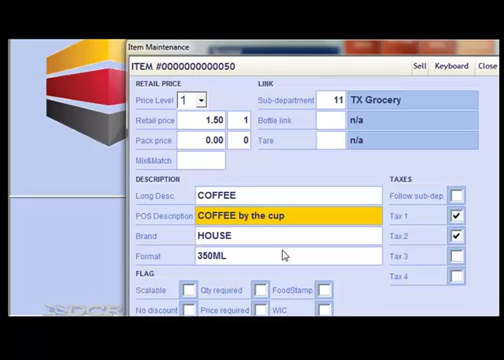 Item Maintenance
ITEM #0000000000050
Sell Keyboard Close
RETAIL PRICE
LINK
Price Level 1
Sub-department 11 TX Grocery
Retail price 1.50 1
Bottle link n/a
Pack price 0.00 0
Tare n/a
Mix&Match
DESCRIPTION
TAXES
Long Desc. COFFEE
Follow sub-dep.
POS Description COFFEE by the cup
Tax 1
Brand HOUSE
Tax 2
Format 350ML
Tax 3
FLAG
Tax 4
Scalable Qty required FoodStamp
No discount Price required WIC